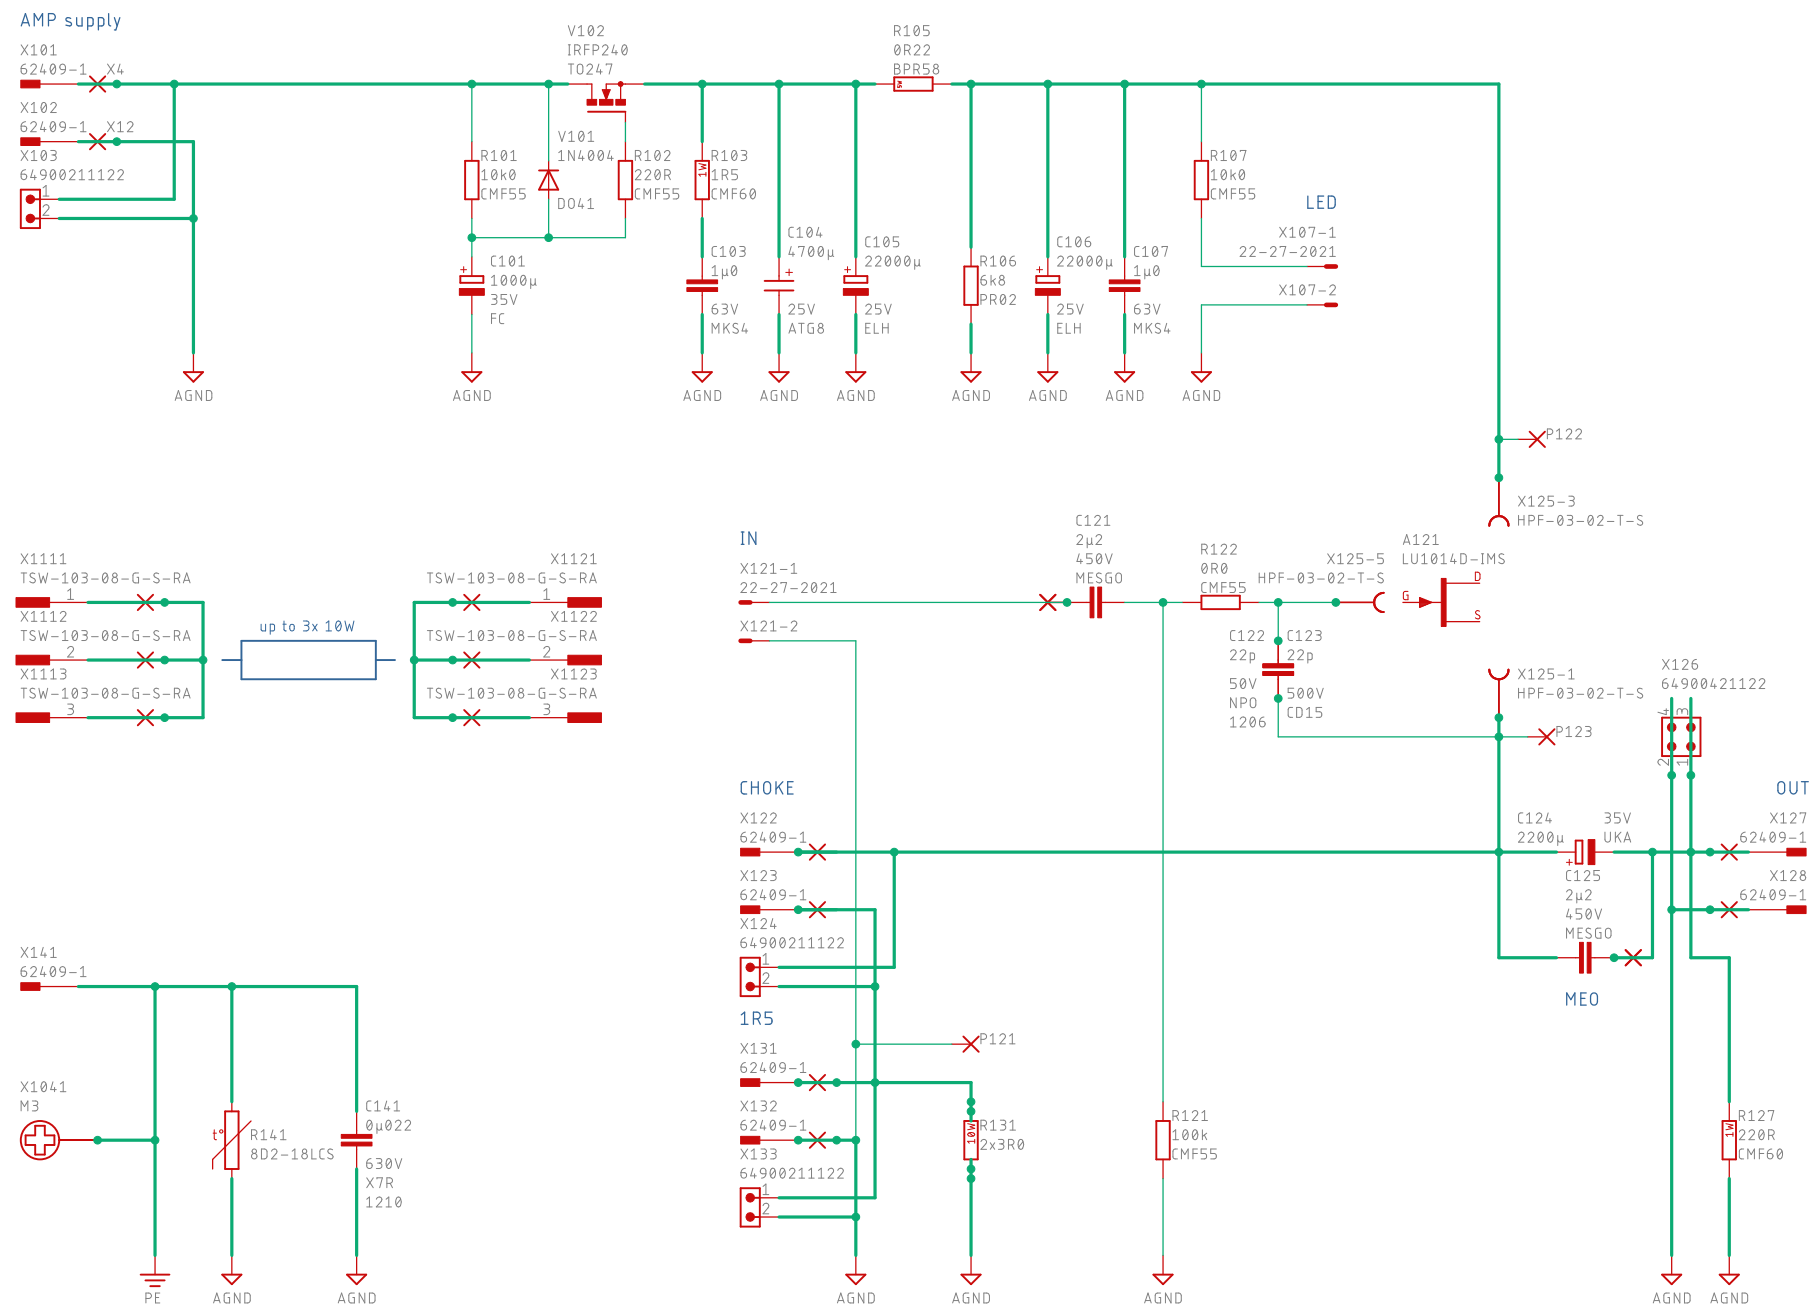 AMP supply
X101
62409-1
X4
X102
62409-1
X12
X103
64900211122
1
2
AGND
R101
10k0
CMF55
C101
1000µ
35V
FC
+
AGND
V101
1N4004
DO41
V102
IRFP240
TO247
R102
220R
CMF55
R103
1R5
CMF60
1W
C103
1µ0
63V
MKS4
AGND
C104
4700µ
+
25V
ATG8
AGND
C105
22000µ
+
25V
ELH
AGND
R105
0R22
BPR58
R106
6k8
PR02
AGND
C106
22000µ
+
25V
ELH
AGND
C107
1µ0
63V
MKS4
AGND
R107
10k0
CMF55
AGND
LED
X107-1
22-27-2021
X107-2
P122
X125-3
HPF-03-02-T-S
A121
LU1014D-IMS
D
G
S
X125-5
HPF-03-02-T-S
X125-1
HPF-03-02-T-S
P123
X1111
TSW-103-08-G-S-RA
1
X1112
TSW-103-08-G-S-RA
2
X1113
TSW-103-08-G-S-RA
3
up to 3x 10W
X1121
TSW-103-08-G-S-RA
1
X1122
TSW-103-08-G-S-RA
2
X1123
TSW-103-08-G-S-RA
3
IN
X121-1
22-27-2021
X121-2
C121
2µ2
450V
MESGO
R122
0R0
CMF55
C122
22p
50V
NPO
1206
C123
22p
500V
CD15
X126
64900421122
4
3
2
1
OUT
X127
62409-1
X128
62409-1
C124
2200µ
35V
UKA
+
C125
2µ2
450V
MESGO
MEO
CHOKE
X122
62409-1
X123
62409-1
X124
64900211122
1
2
1R5
X131
62409-1
X132
62409-1
X133
64900211122
1
2
P121
AGND
R131
2x3R0
10W
AGND
R121
100k
CMF55
AGND
R127
220R
CMF60
1W
AGND
AGND
X141
62409-1
X1041
M3
PE
t°
R141
8D2-18LCS
AGND
C141
0µ022
630V
X7R
1210
AGND